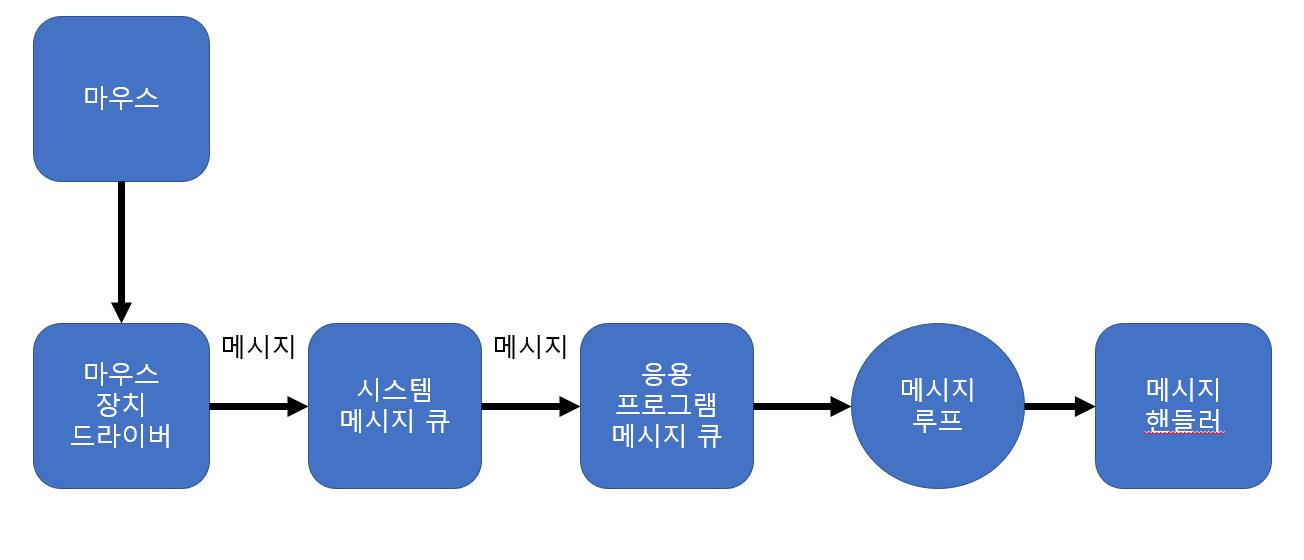 마우스
마우스
장치
드라이버
메시지
시스템
메시지 큐
메시지
응용
프로그램
메시지 큐
메시지
루프
메시지
핸들러